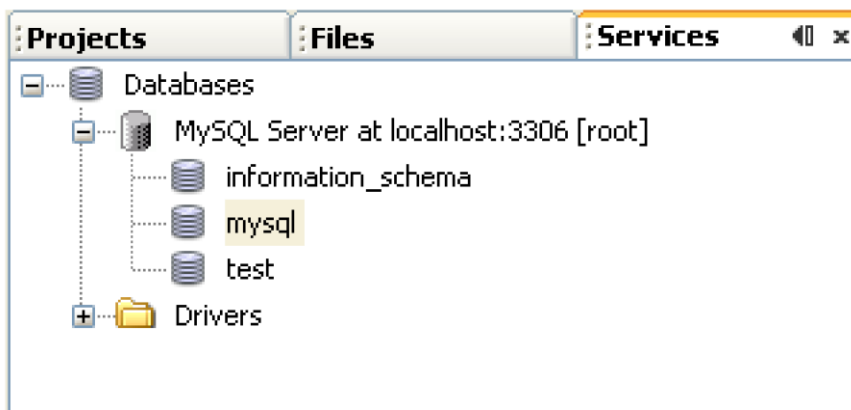 Projects Files Services
Databases
MySQL Server at localhost:3306 [root]
information_schema
mysql
test
Drivers